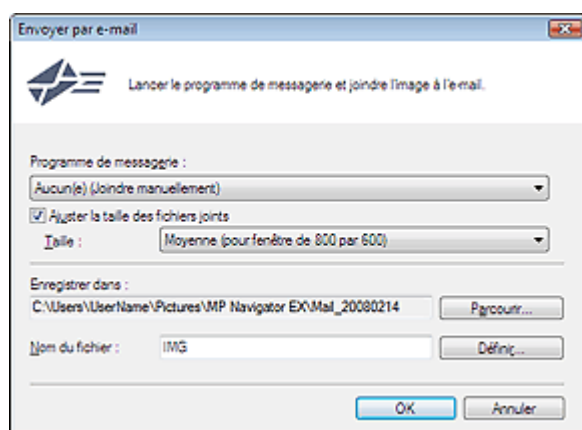 Envoyer par e-mail
Lancer le programme de messagerie et joindre l'image à l'e-mail.
Programme de messagerie :
Aucun(e) (Joindre manuellement)
Ajuster la taille des fichiers joints
Taille : Moyenne (pour fenêtre de 800 par 600)
Enregistrer dans :
C:\Users\UserName\Pictures\MP Navigator EX\Mail_20080214 Parcourir...
Nom du fichier : IMG Définir...
OK Annuler